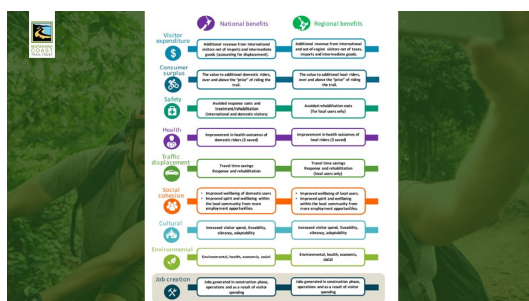 MATAKANA
COAST
TRAIL TRUST
National benefits
Regional benefits
Visitor
expenditure
Additional revenue from international
visitors net of taxes, imports and intermediate
goods (accounting for displacement).
Additional revenue from international
and out-of-region visitors net of taxes,
imports and intermediate goods.
Consumer
surplus
The value to additional domestic riders,
over and above the "price" of riding the
trail.
The value to additional local riders,
over and above the "price" of riding
the trail.
Safety
Avoided response costs and
treatment/rehabilitation
(international and domestic visitors)
Avoided rehabilitation costs
(for local users only)
Health
Improvement in health outcomes of
domestic riders ($ saved)
Improvement in health outcomes of
local riders ($ saved)
Traffic
displacement
Travel time savings
Response and rehabilitation
Travel time savings
Response and rehabilitation
(local users only)
Social
cohesion
• Improved wellbeing of domestic users
• Improved spirit and wellbeing within
the local community from more
employment opportunities.
• Improved wellbeing of local users.
• Improved spirit and wellbeing
within the local community from
more employment opportunities.
Cultural
Increased visitor spend, liveability,
vibrancy, adaptability
Increased visitor spend, liveability,
vibrancy, adaptability
Environmental
Environmental, health, economic, social
Environmental, health, economic,
social
Job creation
Jobs generated in construction phase,
operations and as a result of visitor
spending
Jobs generated in construction phase,
operations and as a result of visitor
spending